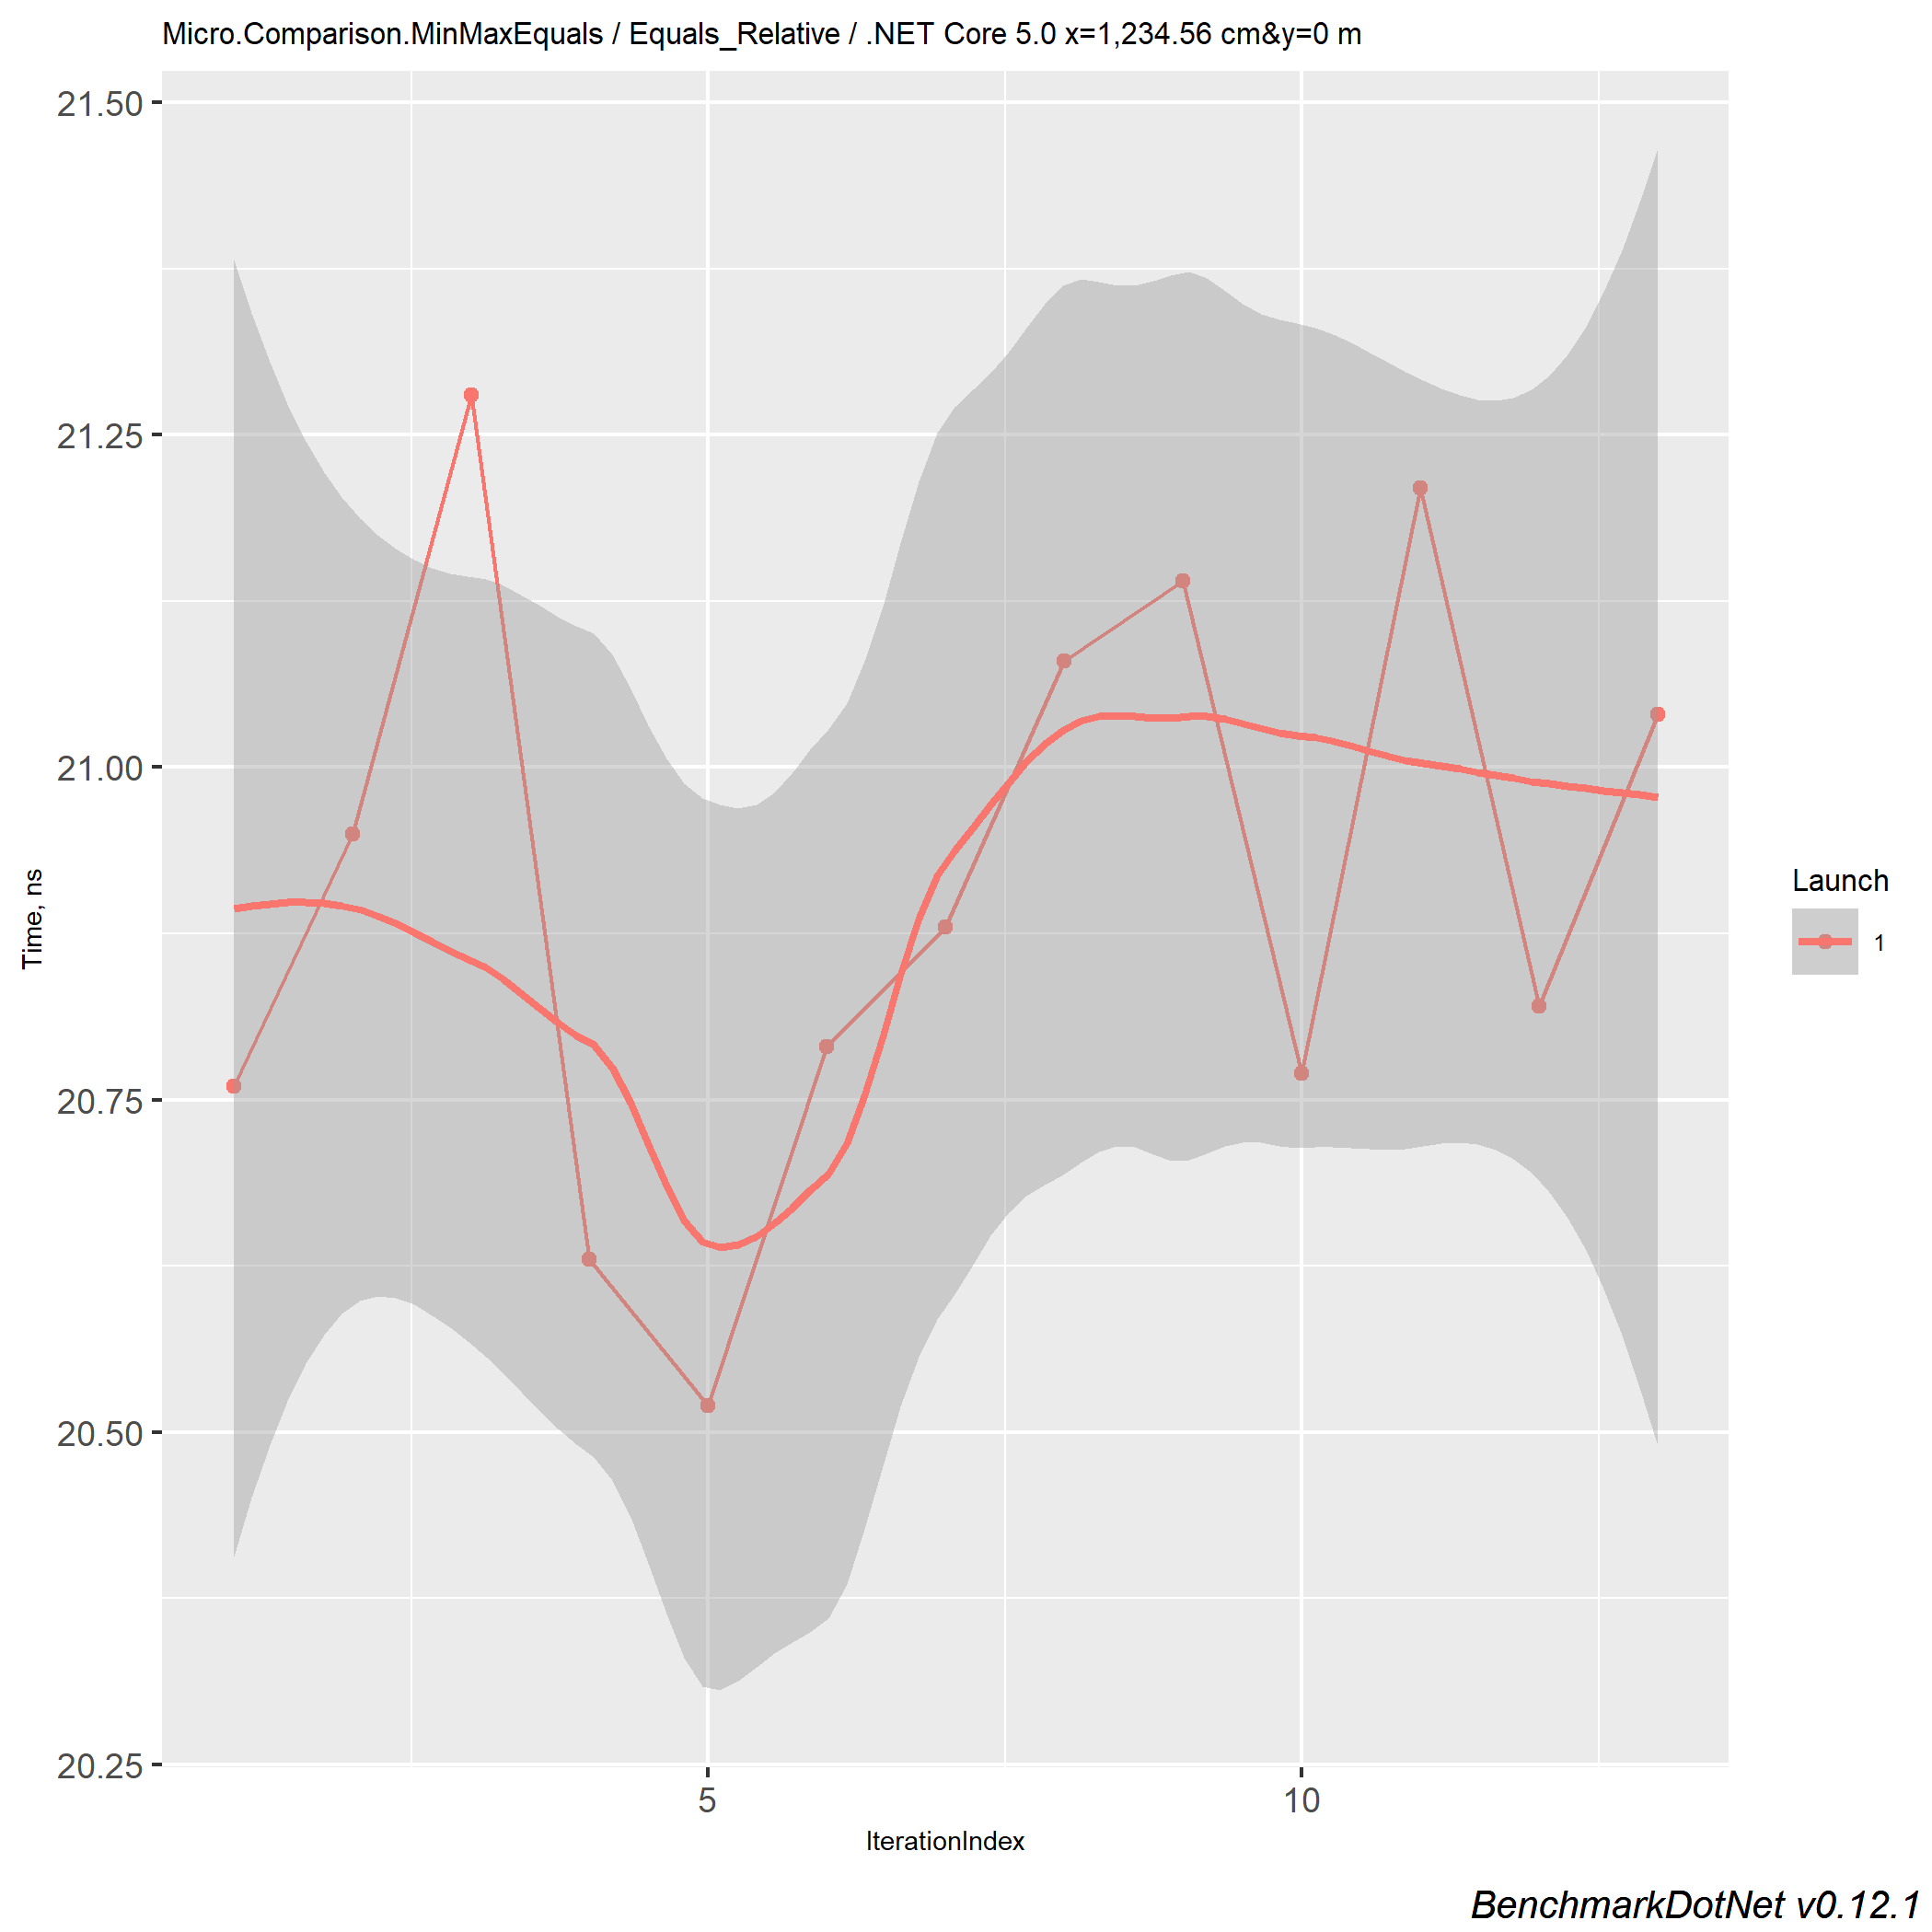 Micro.Comparison.MinMaxEquals / Equals_Relative / .NET Core 5.0 x=1,234.56 cm&y=0 m
21.50
21.25
21.00
20.75
20.50
20.25
Time, ns
5
10
IterationIndex
Launch
1
BenchmarkDotNet v0.12.1